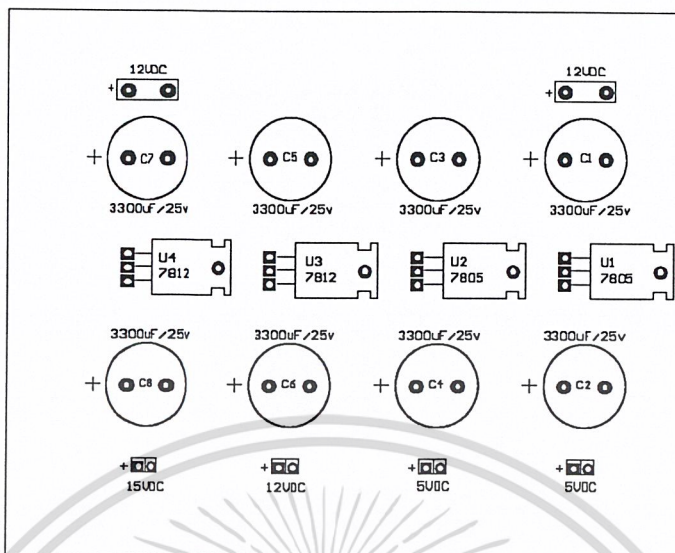 12VDC 12VDC
+ +
+ C7 + C5 + C3 + C1
3300uF/25v 3300uF/25v 3300uF/25v 3300uF/25v
U4 U3 U2 U1
7812 7812 7805 7805
3300uF/25v 3300uF/25v 3300uF/25v 3300uF/25v
+ C8 + C6 + C4 + C2
+ + + +
15VDC 12VDC 5VDC 5VDC